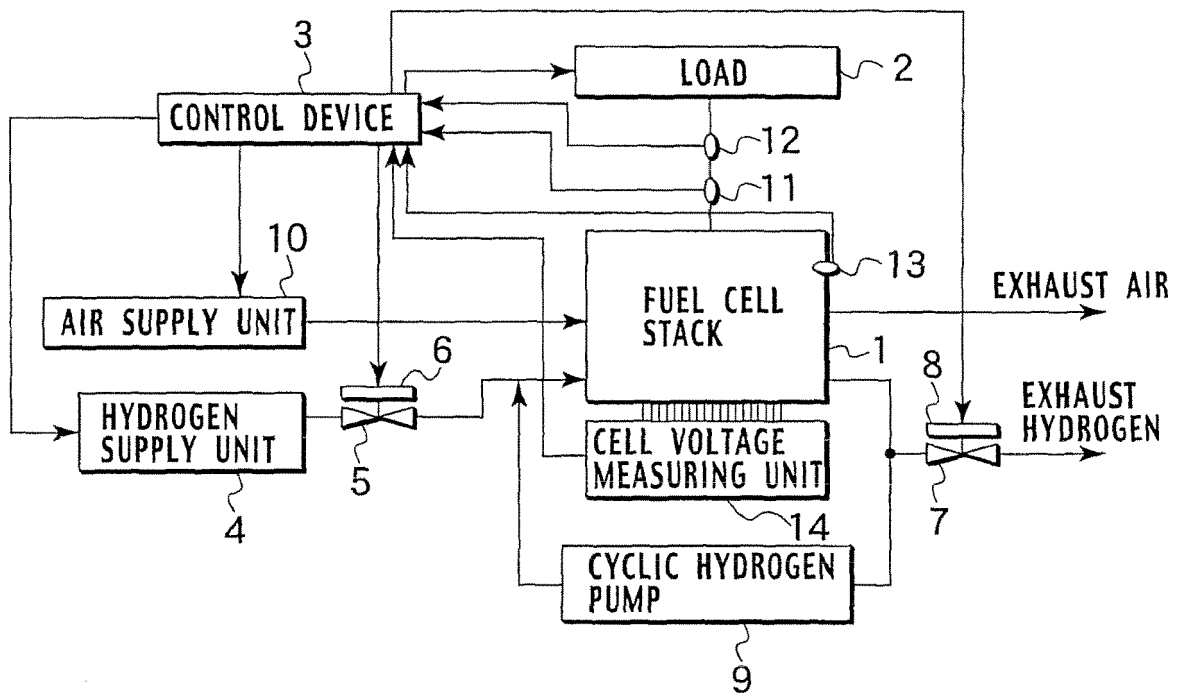 3
LOAD
2
CONTROL DEVICE
12
11
10
13
FUEL CELL
STACK
EXHAUST AIR
AIR SUPPLY UNIT
6
1
8
EXHAUST
HYDROGEN
HYDROGEN
SUPPLY UNIT
5
CELL VOLTAGE
MEASURING UNIT
7
4
14
CYCLIC HYDROGEN
PUMP
9